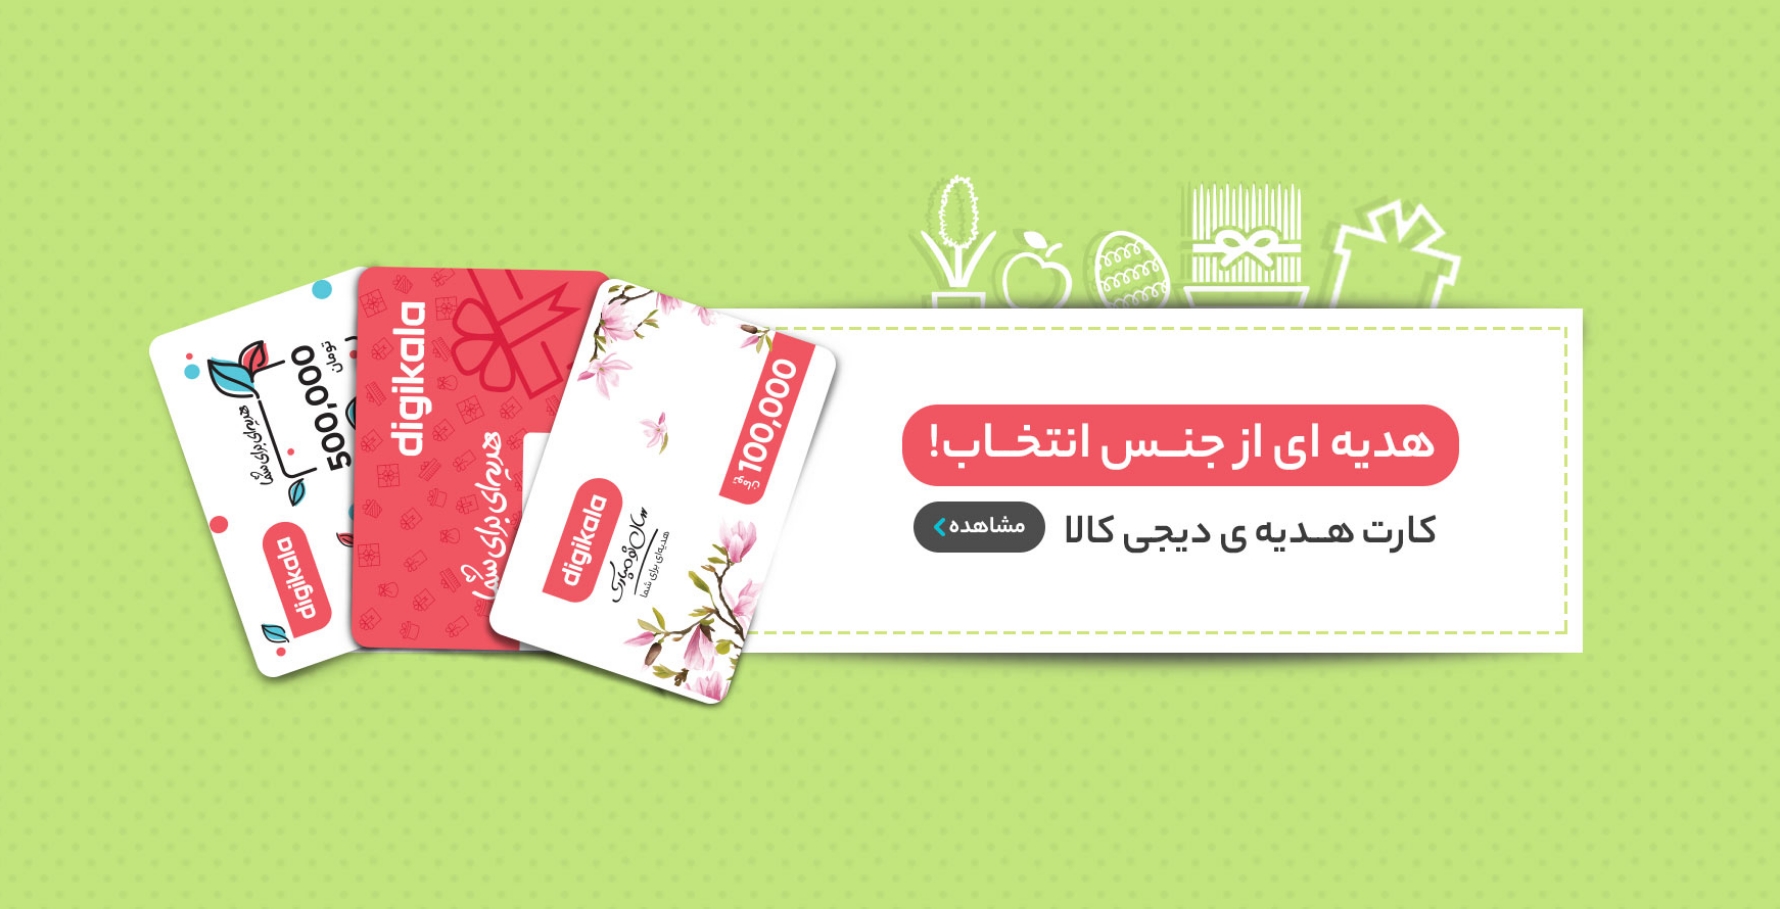 هدیه ای از جنس انتخاب!
کارت هدیه ی دیجی کالا
مشاهده
100,000
تومان
digikala
سال نو مبارک
هدیه‌ای برای شما
digikala
هدیه‌ای برای شما
500,000
تومان
هدیه‌ای برای شما
digikala